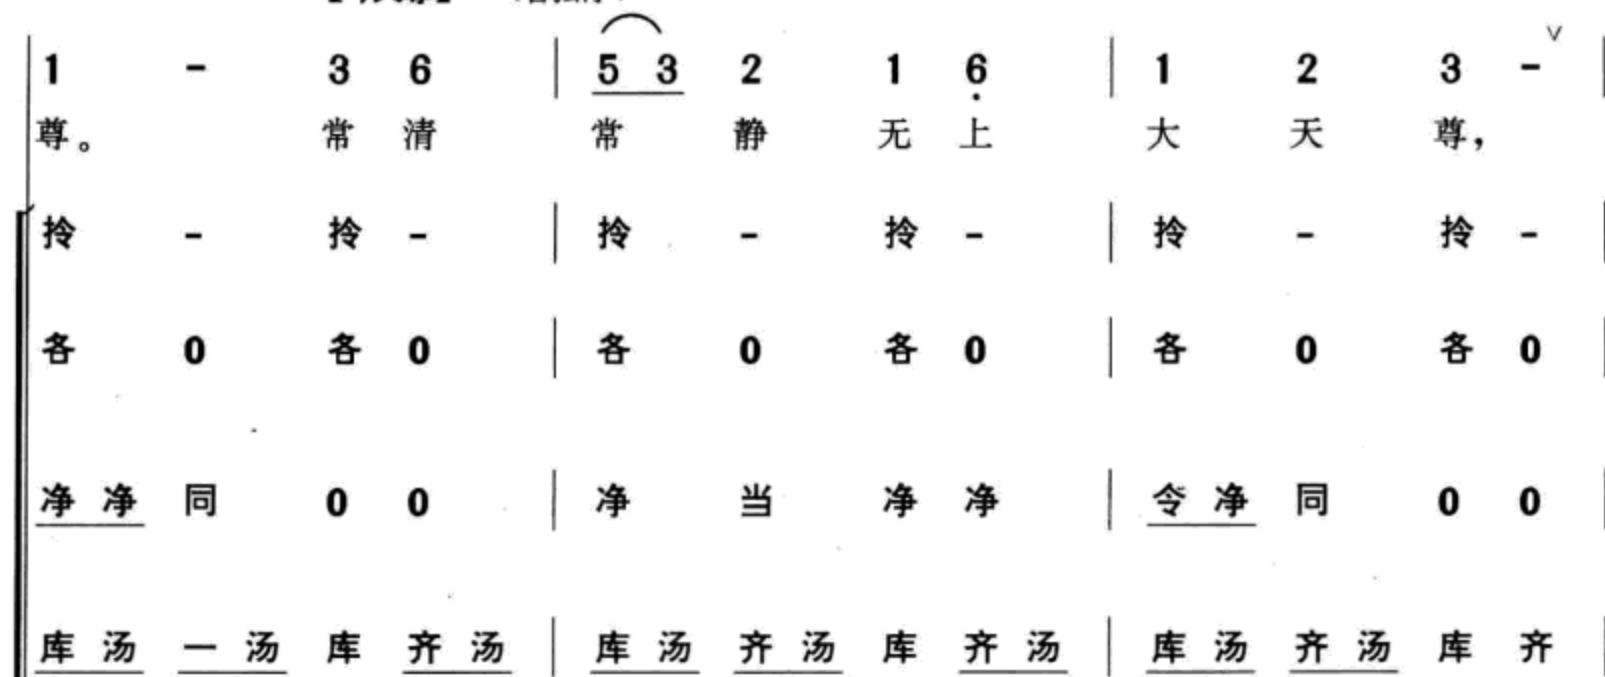 1 - 3 6 | 5 3 2 1 6 | 1 2 3 - |
尊。 常 清 常 静 无 上 大 天 尊，
拎 - 拎 - | 拎 - 拎 - | 拎 - 拎 - |
各 0 各 0 | 各 0 各 0 | 各 0 各 0 |
净 净 同 0 0 | 净 当 净 净 | 令 净 同 0 0 |
库 汤 一 汤 库 齐 汤 | 库 汤 齐 汤 库 齐 汤 | 库 汤 齐 汤 库 齐 |